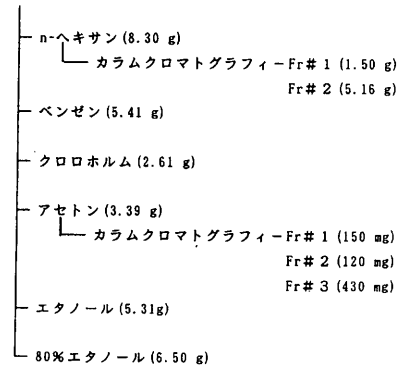 n-ヘキサン(8.30 g)
カラムクロマトグラフィーFr# 1 (1.50 g)
Fr# 2 (5.16 g)
ベンゼン(5.41 g)
クロロホルム(2.61 g)
アセトン(3.39 g)
カラムクロマトグラフィーFr# 1 (150 mg)
Fr# 2 (120 mg)
Fr# 3 (430 mg)
エタノール(5.31g)
80%エタノール(6.50 g)